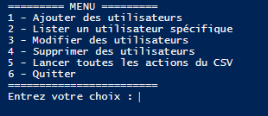 ========= MENU =========
1 - Ajouter des utilisateurs
2 - Lister un utilisateur spécifique
3 - Modifier des utilisateurs
4 - Supprimer des utilisateurs
5 - Lancer toutes les actions du CSV
6 - Quitter
========================
Entrez votre choix :